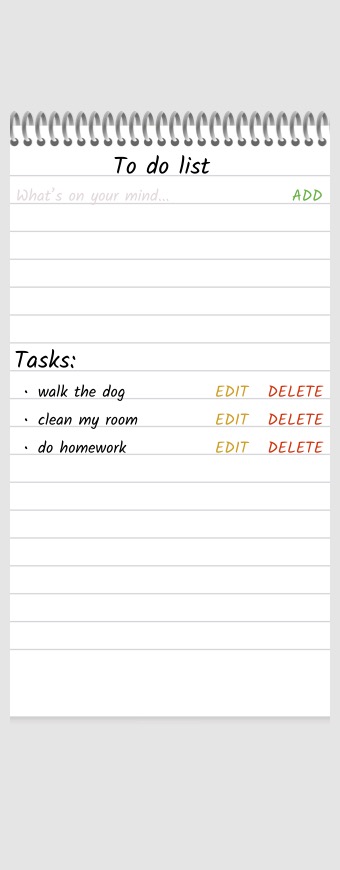 To do list
What's on your mind... ADD
Tasks:
· walk the dog EDIT DELETE
· clean my room EDIT DELETE
· do homework EDIT DELETE